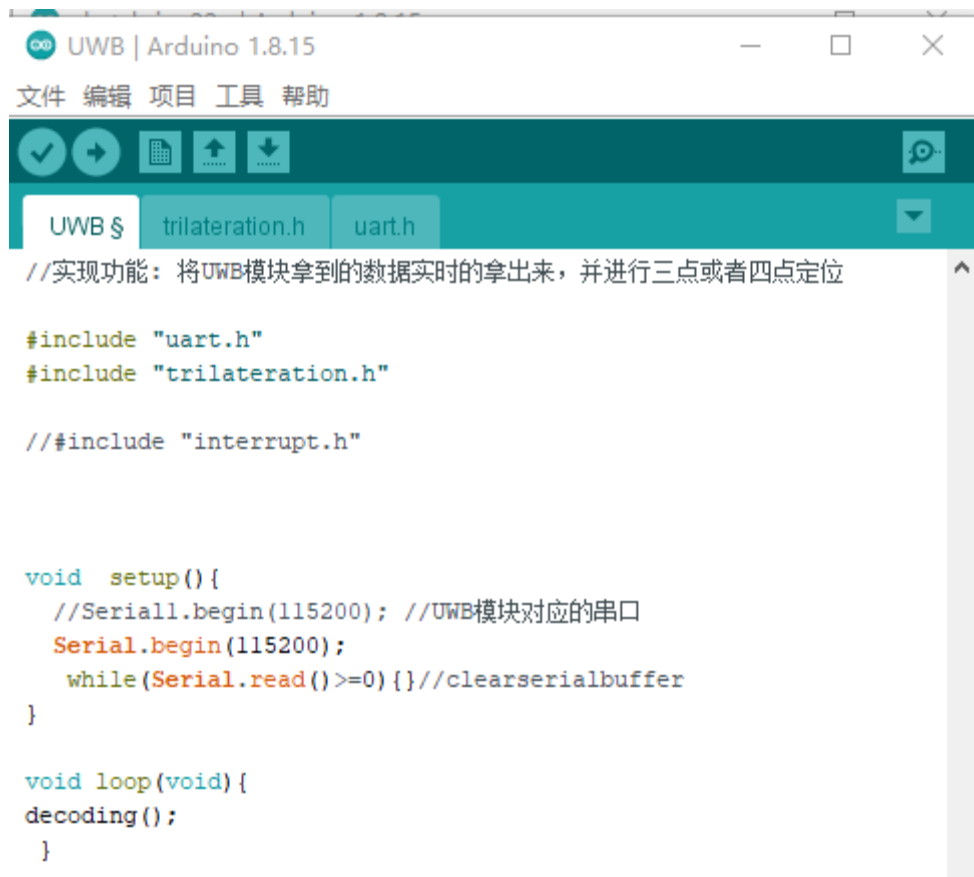 UWB | Arduino 1.8.15
文件 编辑 项目 工具 帮助
UWB § trilateration.h uart.h
//实现功能: 将UWB模块拿到的数据实时的拿出来，并进行三点或者四点定位
#include "uart.h"
#include "trilateration.h"
//#include "interrupt.h"
void  setup(){
//Serial1.begin(115200); //UWB模块对应的串口
Serial.begin(115200);
while(Serial.read()>=0){}//clearserialbuffer
}
void loop(void){
decoding();
}